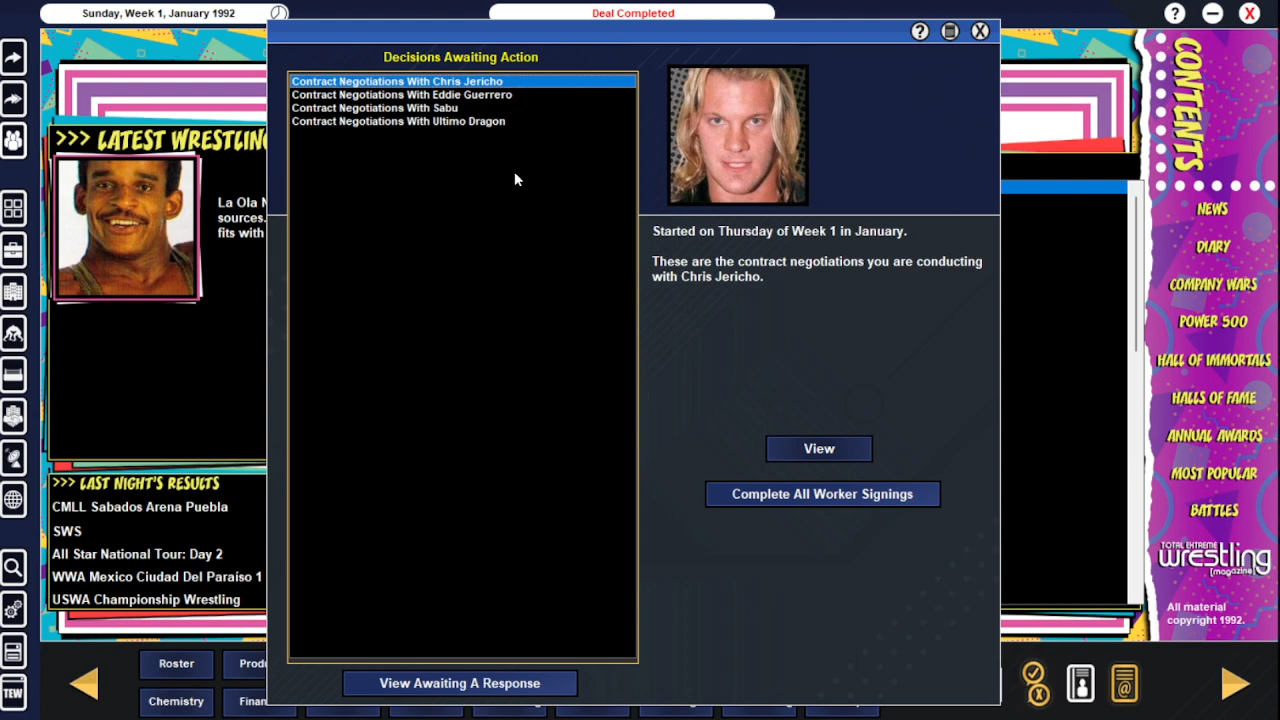 Sunday, Week 1, January 1992
Deal Completed
?
X
? X
Decisions Awaiting Action
Contract Negotiations With Chris Jericho
Contract Negotiations With Eddie Guerrero
Contract Negotiations With Sabu
Contract Negotiations With Ultimo Dragon
Started on Thursday of Week 1 in January.
These are the contract negotiations you are conducting
with Chris Jericho.
View
Complete All Worker Signings
View Awaiting A Response
>>> LATEST WRESTLING
La Ola N
sources.
fits with
>>> LAST NIGHT'S RESULTS
CMLL Sabados Arena Puebla
SWS
All Star National Tour: Day 2
WWA Mexico Ciudad Del Paraíso 1
USWA Championship Wrestling
CONTENTS
NEWS
DIARY
COMPANY WARS
POWER 500
HALL OF IMMORTALS
HALLS OF FAME
ANNUAL AWARDS
MOST POPULAR
BATTLES
TOTAL EXTREME
wrestling
[magazine]
All material
copyright 1992.
TEW
Roster
Prod
Chemistry
Finan